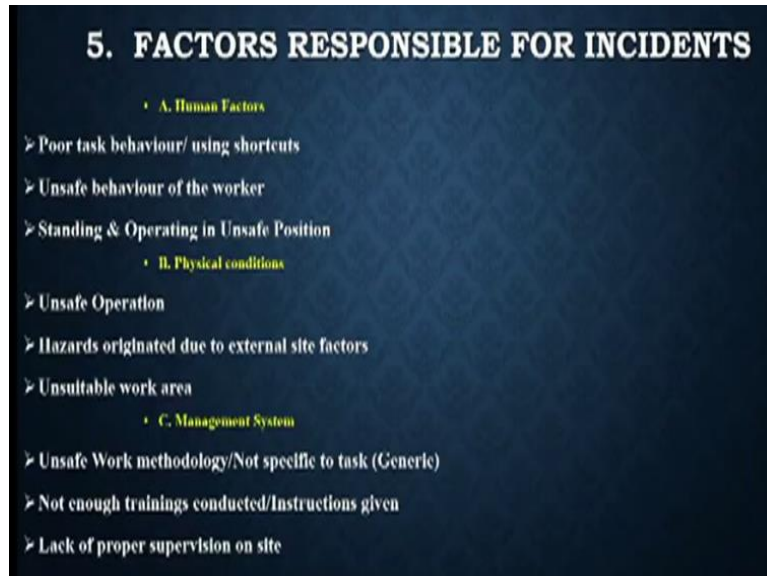 5. FACTORS RESPONSIBLE FOR INCIDENTS
• A. Human Factors
➢ Poor task behaviour/ using shortcuts
➢ Unsafe behaviour of the worker
➢ Standing & Operating in Unsafe Position
• B. Physical conditions
➢ Unsafe Operation
➢ Hazards originated due to external site factors
➢ Unsuitable work area
• C. Management System
➢ Unsafe Work methodology/Not specific to task (Generic)
➢ Not enough trainings conducted/Instructions given
➢ Lack of proper supervision on site